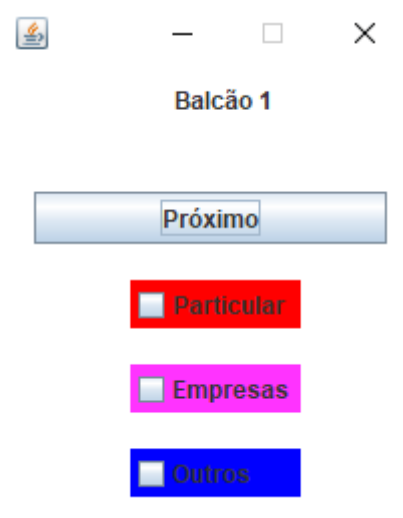 Balcão 1
Próximo
Particular
Empresas
Outros